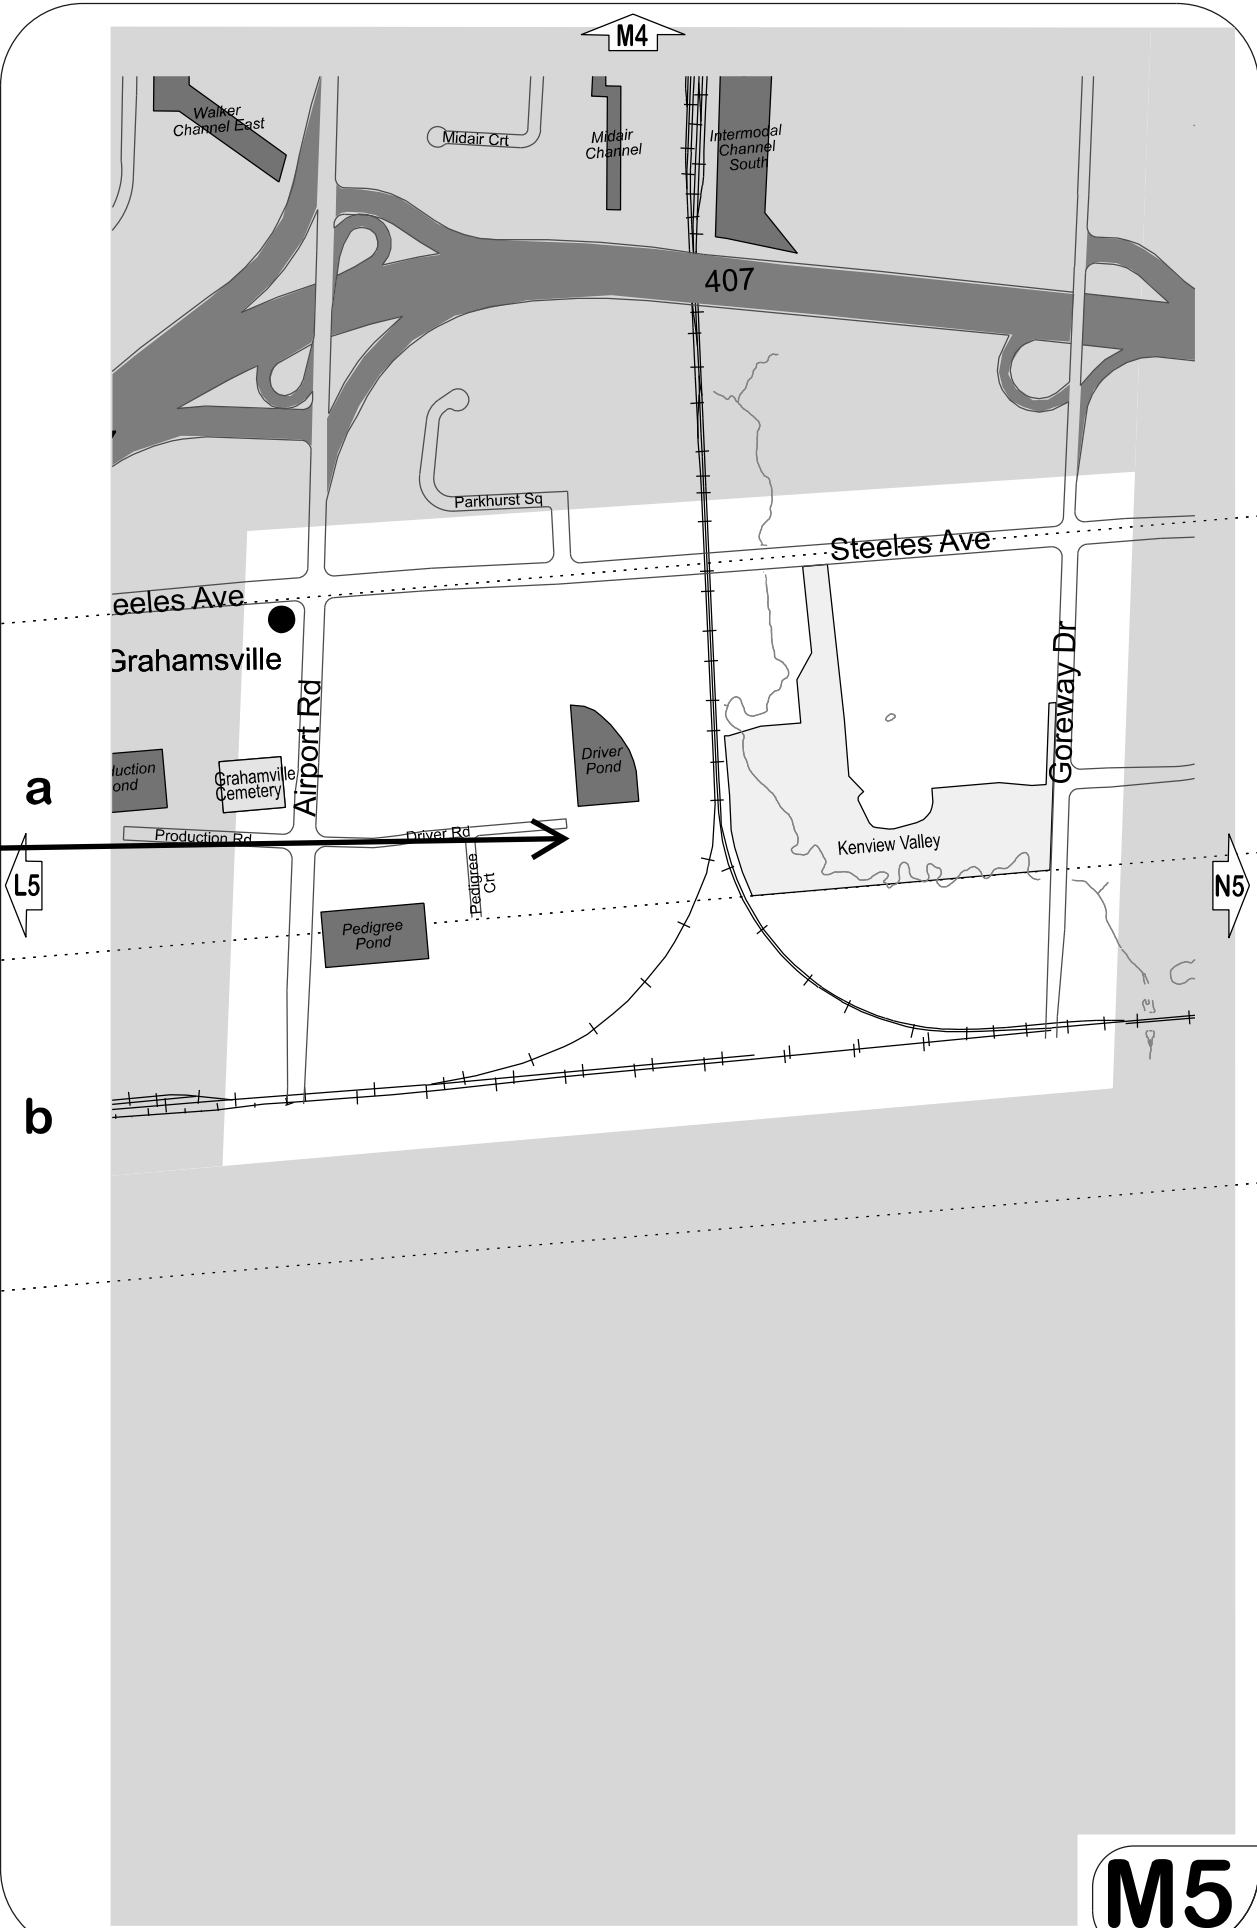 M4
Walker
Channel East
Midair Crt
Midair
Channel
Intermodal
Channel
South
407
Parkhurst Sq
Steeles Ave
eeles Ave
Grahamsville
Airport Rd
Goreway Dr
Driver
Pond
duction
ond
Grahamville
Cemetery
a
Production Rd
Driver Rd
Pedigree
Crt
Kenview Valley
L5
N5
Pedigree
Pond
b
M5